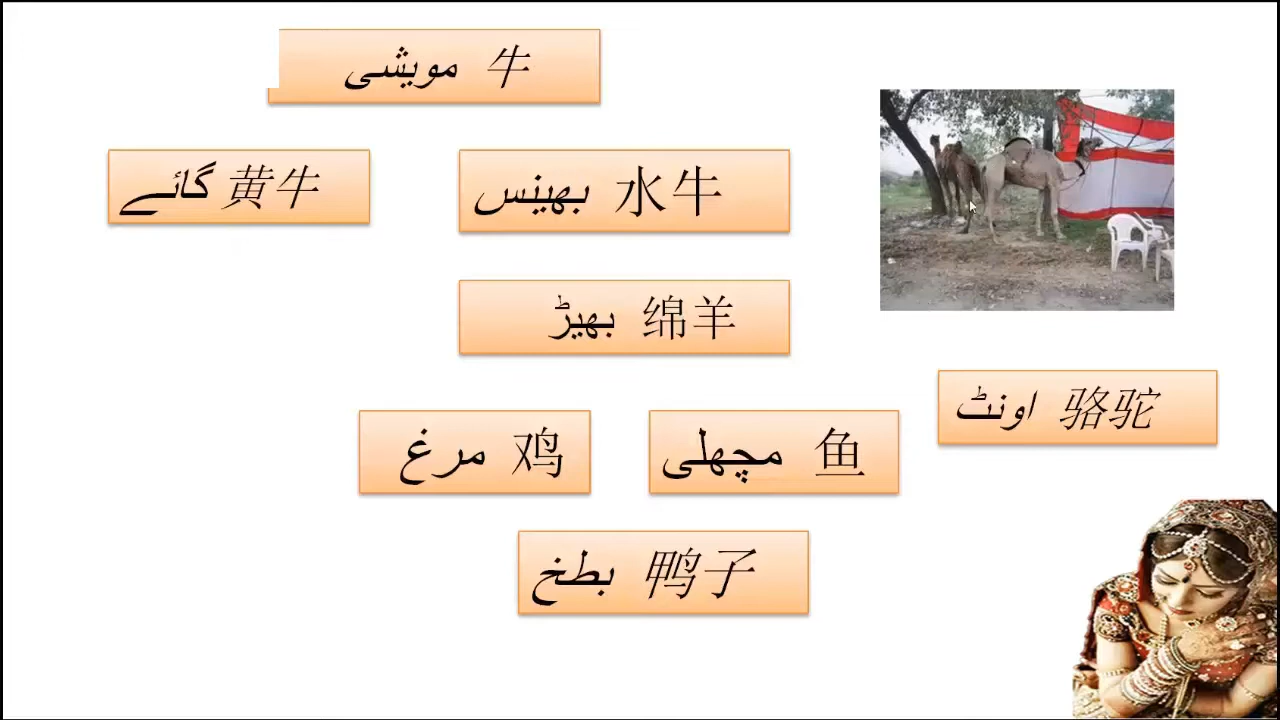 مویشی 牛
گائے 黄牛
بھینس 水牛
بھیڑ 绵羊
اونٹ 骆驼
مرغ 鸡
مچھلی 鱼
بطخ 鸭子